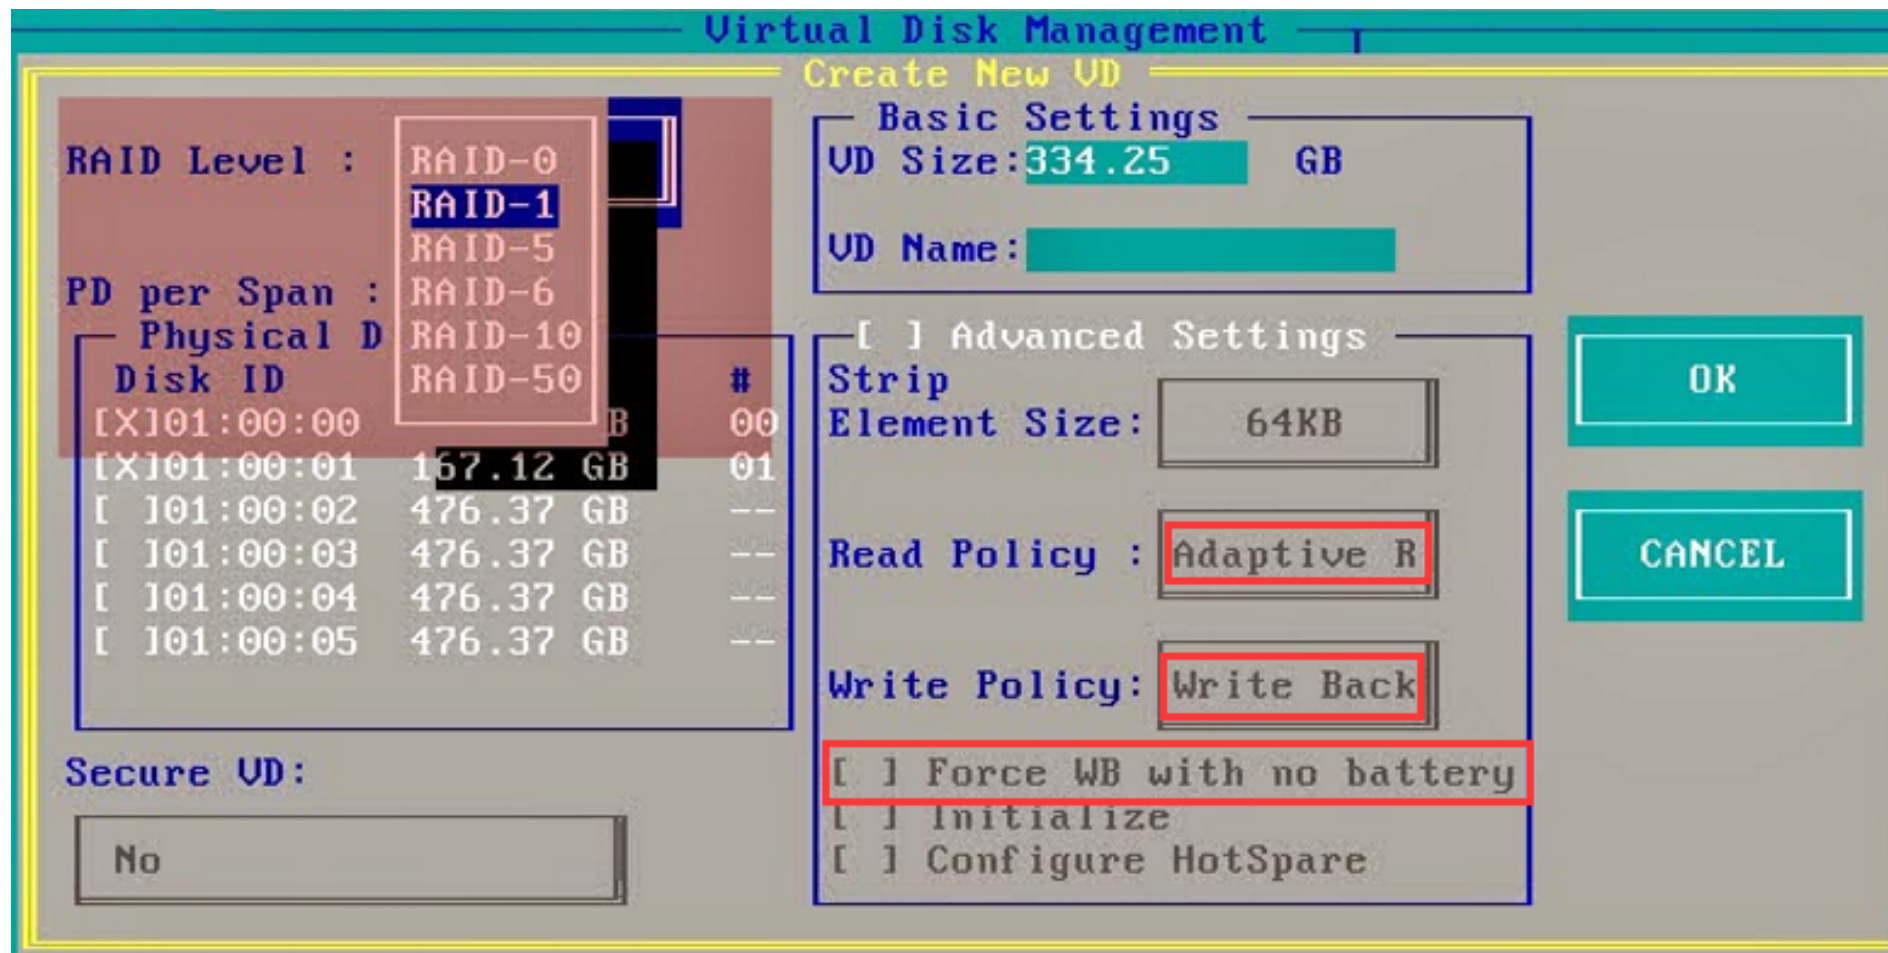 Virtual Disk Management
Create New VD
RAID Level :
RAID-0
RAID-1
RAID-5
RAID-6
RAID-10
RAID-50
PD per Span :
Physical D
Disk ID #
[X]01:00:00 B 00
[X]01:00:01 167.12 GB 01
[ ]01:00:02 476.37 GB --
[ ]01:00:03 476.37 GB --
[ ]01:00:04 476.37 GB --
[ ]01:00:05 476.37 GB --
Secure VD:
No
Basic Settings
VD Size:334.25 GB
VD Name:
[ ] Advanced Settings
Strip
Element Size: 64KB
Read Policy : Adaptive R
Write Policy: Write Back
[ ] Force WB with no battery
[ ] Initialize
[ ] Configure HotSpare
OK
CANCEL